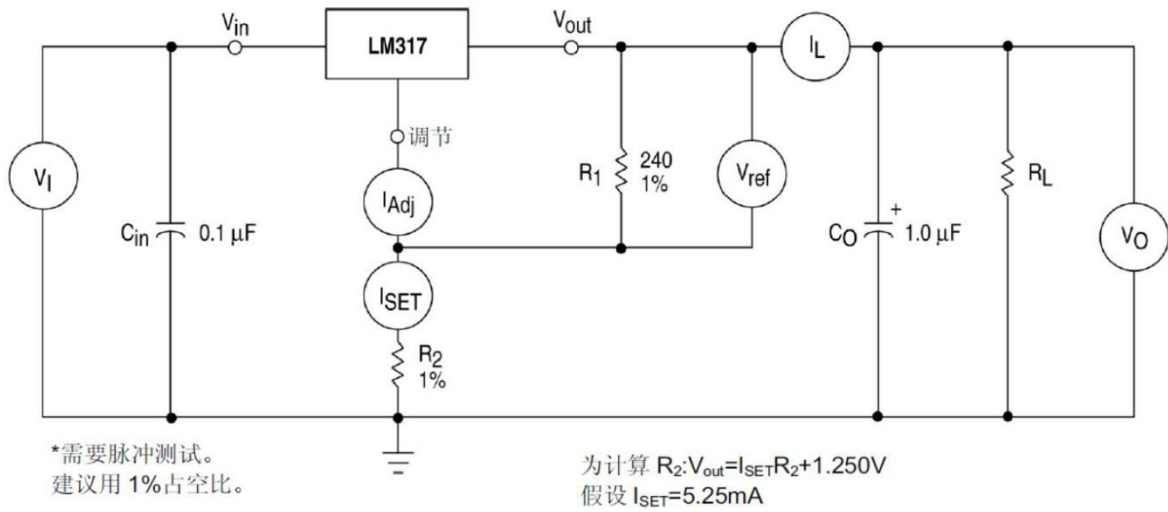 Vin
LM317
Vout
IL
调节
VI
Cin 0.1 μF
IAdj
R1 240
1%
Vref
CO + 1.0 μF
RL
VO
ISET
R2
1%
*需要脉冲测试。
建议用 1%占空比。
为计算 R2:Vout=ISETR2+1.250V
假设 ISET=5.25mA